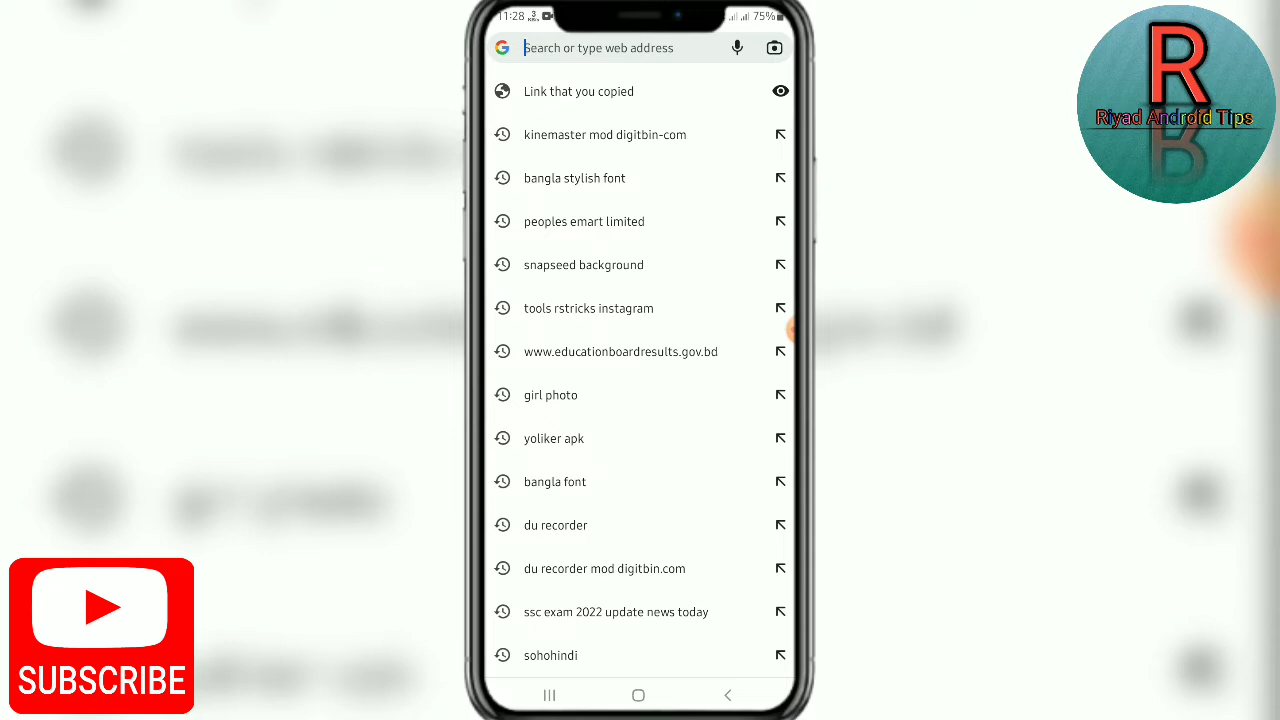 11:28
75%
Search or type web address
Link that you copied
kinemaster mod digitbin-com
bangla stylish font
peoples emart limited
snapseed background
tools rstricks instagram
www.educationboardresults.gov.bd
girl photo
yoliker apk
bangla font
du recorder
du recorder mod digitbin.com
ssc exam 2022 update news today
sohohindi
R
Riyad Android Tips
SUBSCRIBE